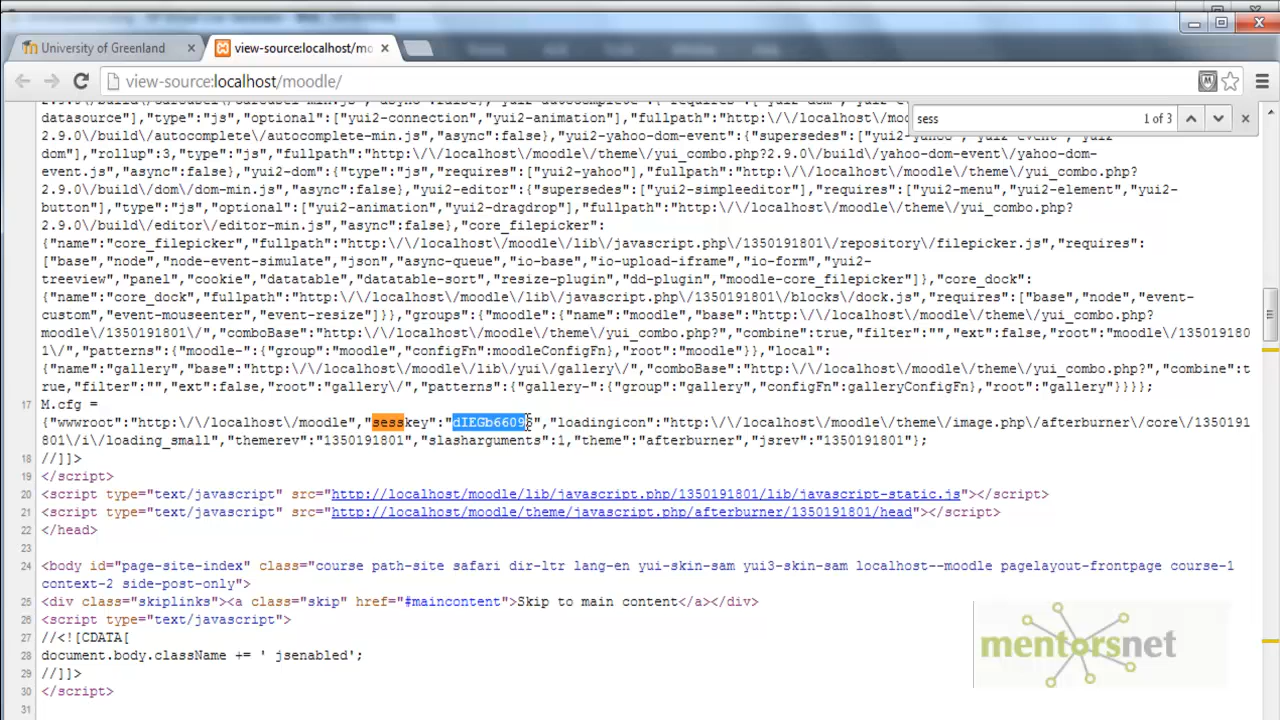 University of Greenland
view-source:localhost/mo
view-source:localhost/moodle/
sess
1 of 3
datasource"],"type":"js","optional":["yui2-connection","yui2-animation"],"fullpath":"http:\/\/localhost\/moo
2.9.0\/build\/autocomplete\/autocomplete-min.js","async":false},"yui2-yahoo-dom-event":{"supersedes":["yui2-
dom"],"rollup":3,"type":"js","fullpath":"http:\/\/localhost\/moodle\/theme\/yui_combo.php?2.9.0\/build\/yahoo-dom-event\/yahoo-dom-
event.js","async":false},"yui2-dom":{"type":"js","requires":["yui2-yahoo"],"fullpath":"http:\/\/localhost\/moodle\/theme\/yui_combo.php?
2.9.0\/build\/dom\/dom-min.js","async":false},"yui2-editor":{"supersedes":["yui2-simpleeditor"],"requires":["yui2-menu","yui2-element","yui2-
button"],"type":"js","optional":["yui2-animation","yui2-dragdrop"],"fullpath":"http:\/\/localhost\/moodle\/theme\/yui_combo.php?
2.9.0\/build\/editor\/editor-min.js","async":false},"core_filepicker":
{"name":"core_filepicker","fullpath":"http:\/\/localhost\/moodle\/lib\/javascript.php\/1350191801\/repository\/filepicker.js","requires":
["base","node","node-event-simulate","json","async-queue","io-base","io-upload-iframe","io-form","yui2-
treeview","panel","cookie","datatable","datatable-sort","resize-plugin","dd-plugin","moodle-core_filepicker"]},"core_dock":
{"name":"core_dock","fullpath":"http:\/\/localhost\/moodle\/lib\/javascript.php\/1350191801\/blocks\/dock.js","requires":["base","node","event-
custom","event-mouseenter","event-resize"]}},"groups":{"moodle":{"name":"moodle","base":"http:\/\/localhost\/moodle\/theme\/yui_combo.php?
moodle\/1350191801\/","comboBase":"http:\/\/localhost\/moodle\/theme\/yui_combo.php?","combine":true,"filter":"","ext":false,"root":"moodle\/135019180
1\/","patterns":{"moodle-":{"group":"moodle","configFn":moodleConfigFn},"root":"moodle"}},"local":
{"name":"gallery","base":"http:\/\/localhost\/moodle\/lib\/yui\/gallery\/","comboBase":"http:\/\/localhost\/moodle\/theme\/yui_combo.php?","combine":t
rue,"filter":"","ext":false,"root":"gallery\/","patterns":{"gallery-":{"group":"gallery","configFn":galleryConfigFn},"root":"gallery"}}}};
17 M.cfg =
{"wwwroot":"http:\/\/localhost\/moodle","sesskey":"dIEGb6609","loadingicon":"http:\/\/localhost\/moodle\/theme\/image.php\/afterburner\/core\/1350191
801\/i\/loading_small","themerev":"1350191801","slasharguments":1,"theme":"afterburner","jsrev":"1350191801"};
18 //]]>
19 </script>
20 <script type="text/javascript" src="http://localhost/moodle/lib/javascript.php/1350191801/lib/javascript-static.js"></script>
21 <script type="text/javascript" src="http://localhost/moodle/theme/javascript.php/afterburner/1350191801/head"></script>
22 </head>
23
24 <body id="page-site-index" class="course path-site safari dir-ltr lang-en yui-skin-sam yui3-skin-sam localhost--moodle pagelayout-frontpage course-1
context-2 side-post-only">
25 <div class="skiplinks"><a class="skip" href="#maincontent">Skip to main content</a></div>
26 <script type="text/javascript">
27 //<![CDATA[
28 document.body.className += ' jsenabled';
29 //]]>
30 </script>
31
mentorsnet